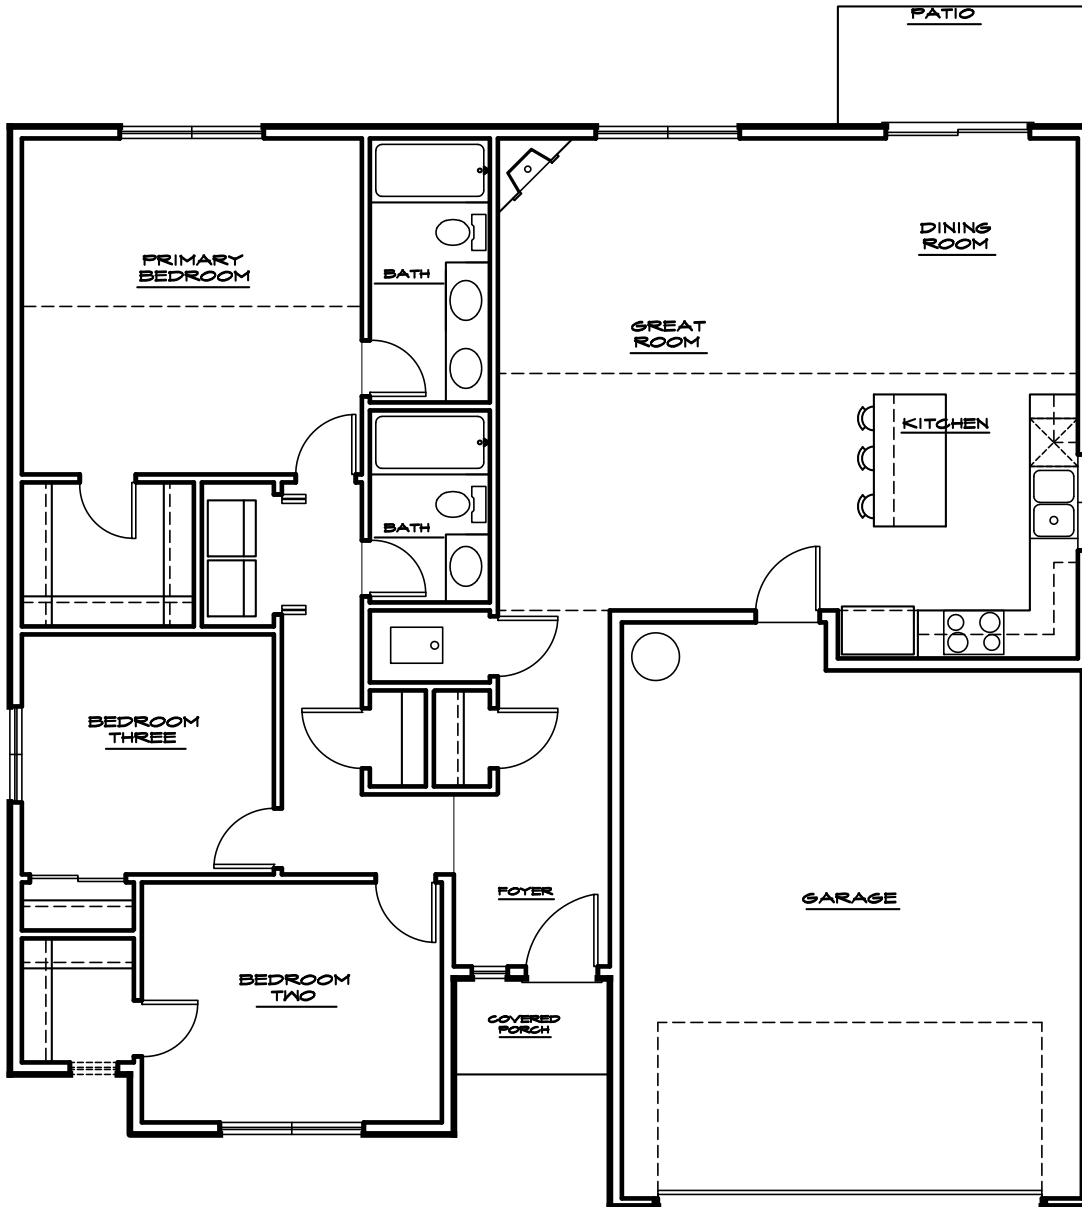 PATIO
DINING
ROOM
PRIMARY
BEDROOM
BATH
GREAT
ROOM
KITCHEN
BATH
BEDROOM
THREE
FOYER
GARAGE
BEDROOM
TWO
COVERED
PORCH